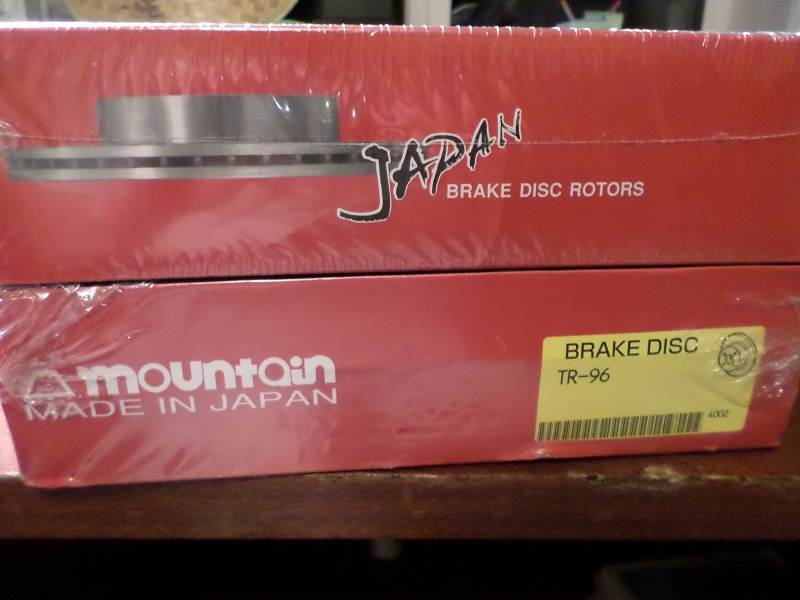 JAPAN
BRAKE DISC ROTORS
mountain
MADE IN JAPAN
BRAKE DISC
TR-96
4002